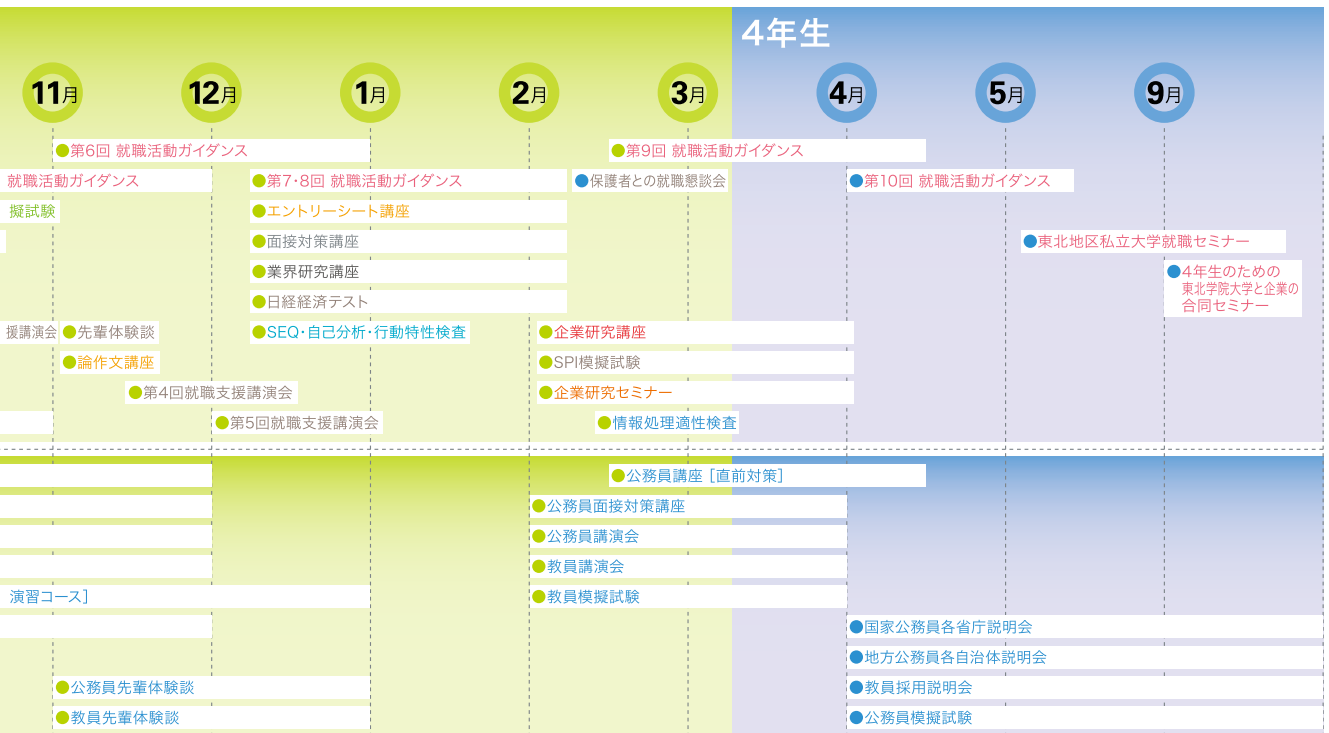 4年生
11月 12月 1月 2月 3月 4月 5月 9月
●第6回 就職活動ガイダンス ●第9回 就職活動ガイダンス
就職活動ガイダンス ●第7・8回 就職活動ガイダンス ●保護者との就職懇談会 ●第10回 就職活動ガイダンス
擬試験 ●エントリーシート講座
●面接対策講座 ●東北地区私立大学就職セミナー
●業界研究講座 ●4年生のための
東北学院大学と企業の
合同セミナー
●日経経済テスト
援講演会 ●先輩体験談 ●SEQ・自己分析・行動特性検査 ●企業研究講座
●論作文講座 ●SPI模擬試験
●第4回就職支援講演会 ●企業研究セミナー
●第5回就職支援講演会 ●情報処理適性検査
●公務員講座［直前対策］
●公務員面接対策講座
●公務員講演会
●教員講演会
演習コース］ ●教員模擬試験
●国家公務員各省庁説明会
●地方公務員各自治体説明会
●公務員先輩体験談 ●教員採用説明会
●教員先輩体験談 ●公務員模擬試験